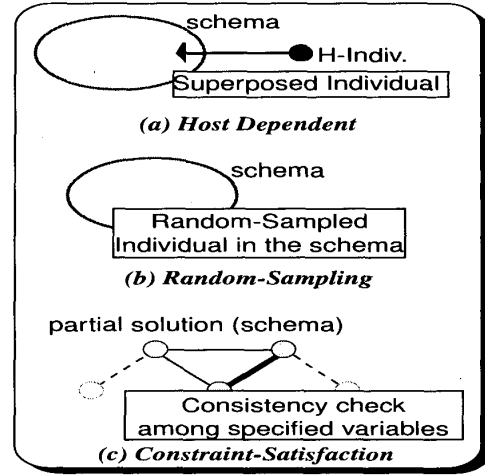 schema
H-Indiv.
Superposed Individual
(a) Host Dependent
schema
Random-Sampled
Individual in the schema
(b) Random-Sampling
partial solution (schema)
Consistency check
among specified variables
(c) Constraint-Satisfaction